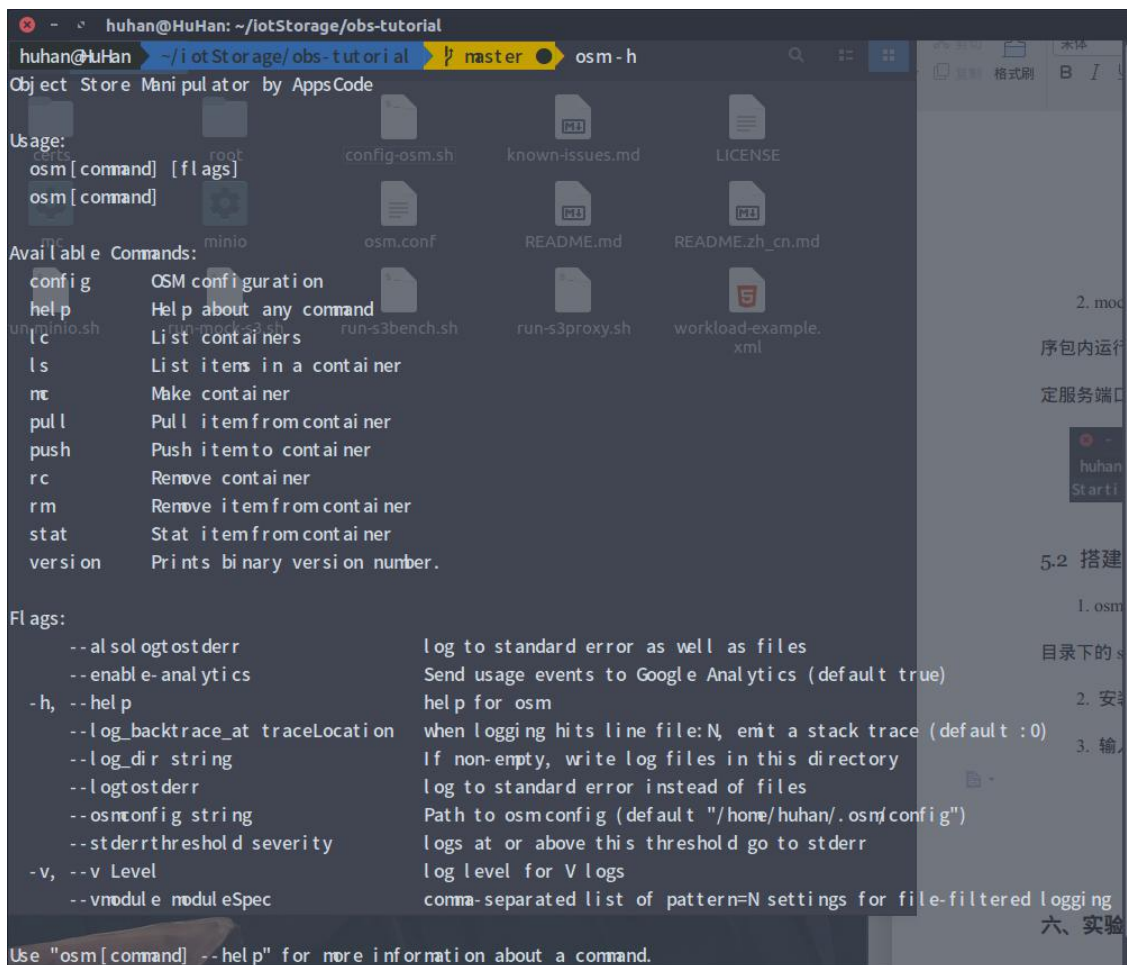 huhan@HuHan: ~/iotStorage/obs-tutorial
huhan@HuHan ~/iotStorage/obs-tutorial master ● osm -h
Object Store Manipulator by AppsCode
Usage:
osm [command] [flags]
osm [command]
Available Commands:
config OSM configuration
help Help about any command
lc List containers
ls List items in a container
mc Make container
pull Pull item from container
push Push item to container
rc Remove container
rm Remove item from container
stat Stat item from container
version Prints binary version number.
Flags:
--alsologtostderr log to standard error as well as files
--enable-analytics Send usage events to Google Analytics (default true)
-h, --help help for osm
--log_backtrace_at traceLocation when logging hits line file:N, emit a stack trace (default :0)
--log_dir string If non-empty, write log files in this directory
--logtostderr log to standard error instead of files
--osmconfig string Path to osm config (default "/home/huhan/.osm/config")
--stderrthreshold severity logs at or above this threshold go to stderr
-v, --v Level log level for V logs
--vmodule moduleSpec comma-separated list of pattern=N settings for file-filtered logging
Use "osm [command] --help" for more information about a command.
certs root config-osm.sh known-issues.md LICENSE
mc minio osm.conf README.md README.zh_cn.md
run-minio.sh run-mock-s3.sh run-s3bench.sh run-s3proxy.sh workload-example.xml
复制 格式刷 B I
2. moc
序包内运行
定服务端口
huhan
Starti
5.2 搭建
1. osm
目录下的 s
2. 安装
3. 输入
六、实验